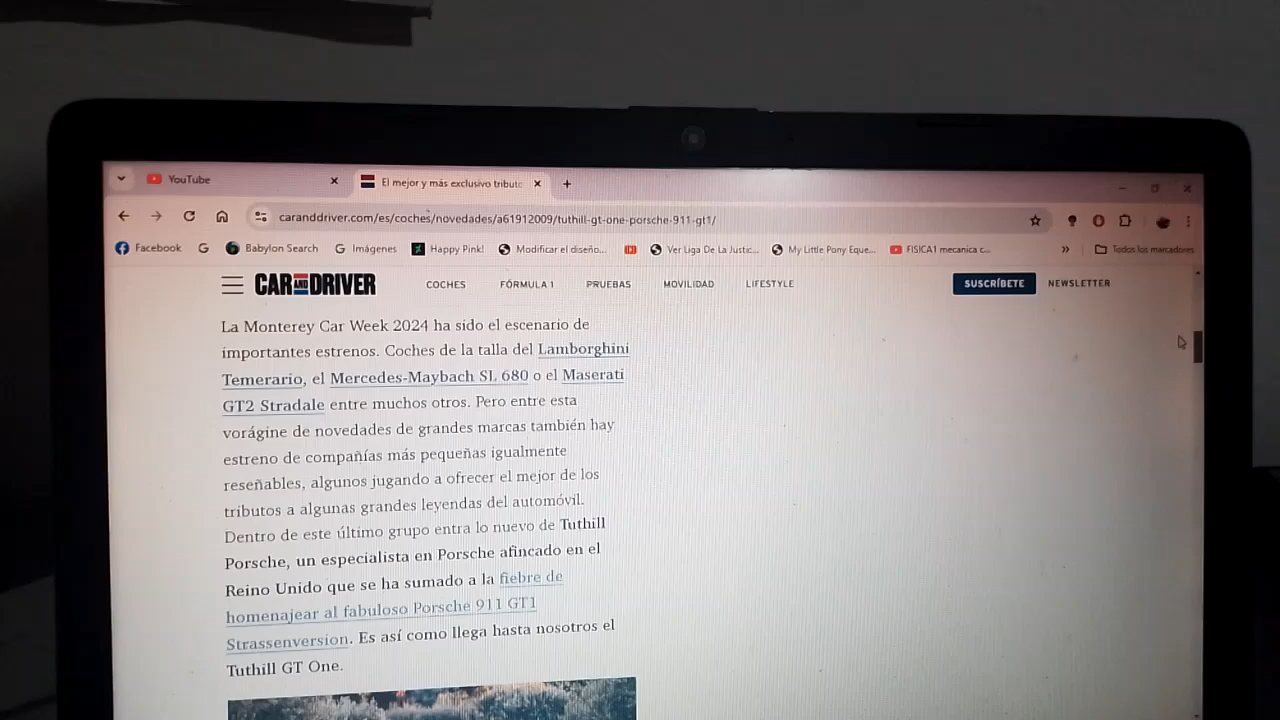 YouTube
El mejor y más exclusivo tributo
caranddriver.com/es/coches/novedades/a61912009/tuthill-gt-one-porsche-911-gt1/
Facebook G Babylon Search G Imágenes Happy Pink! Modificar el diseño... Ver Liga De La Justic... My Little Pony Eque... FISICA1 mecanica c... » Todos los marcadores
CAR AND DRIVER COCHES FÓRMULA 1 PRUEBAS MOVILIDAD LIFESTYLE SUSCRÍBETE NEWSLETTER
La Monterey Car Week 2024 ha sido el escenario de
importantes estrenos. Coches de la talla del Lamborghini
Temerario, el Mercedes-Maybach SL 680 o el Maserati
GT2 Stradale entre muchos otros. Pero entre esta
vorágine de novedades de grandes marcas también hay
estreno de compañías más pequeñas igualmente
reseñables, algunos jugando a ofrecer el mejor de los
tributos a algunas grandes leyendas del automóvil.
Dentro de este último grupo entra lo nuevo de Tuthill
Porsche, un especialista en Porsche afincado en el
Reino Unido que se ha sumado a la fiebre de
homenajear al fabuloso Porsche 911 GT1
Strassenversion. Es así como llega hasta nosotros el
Tuthill GT One.